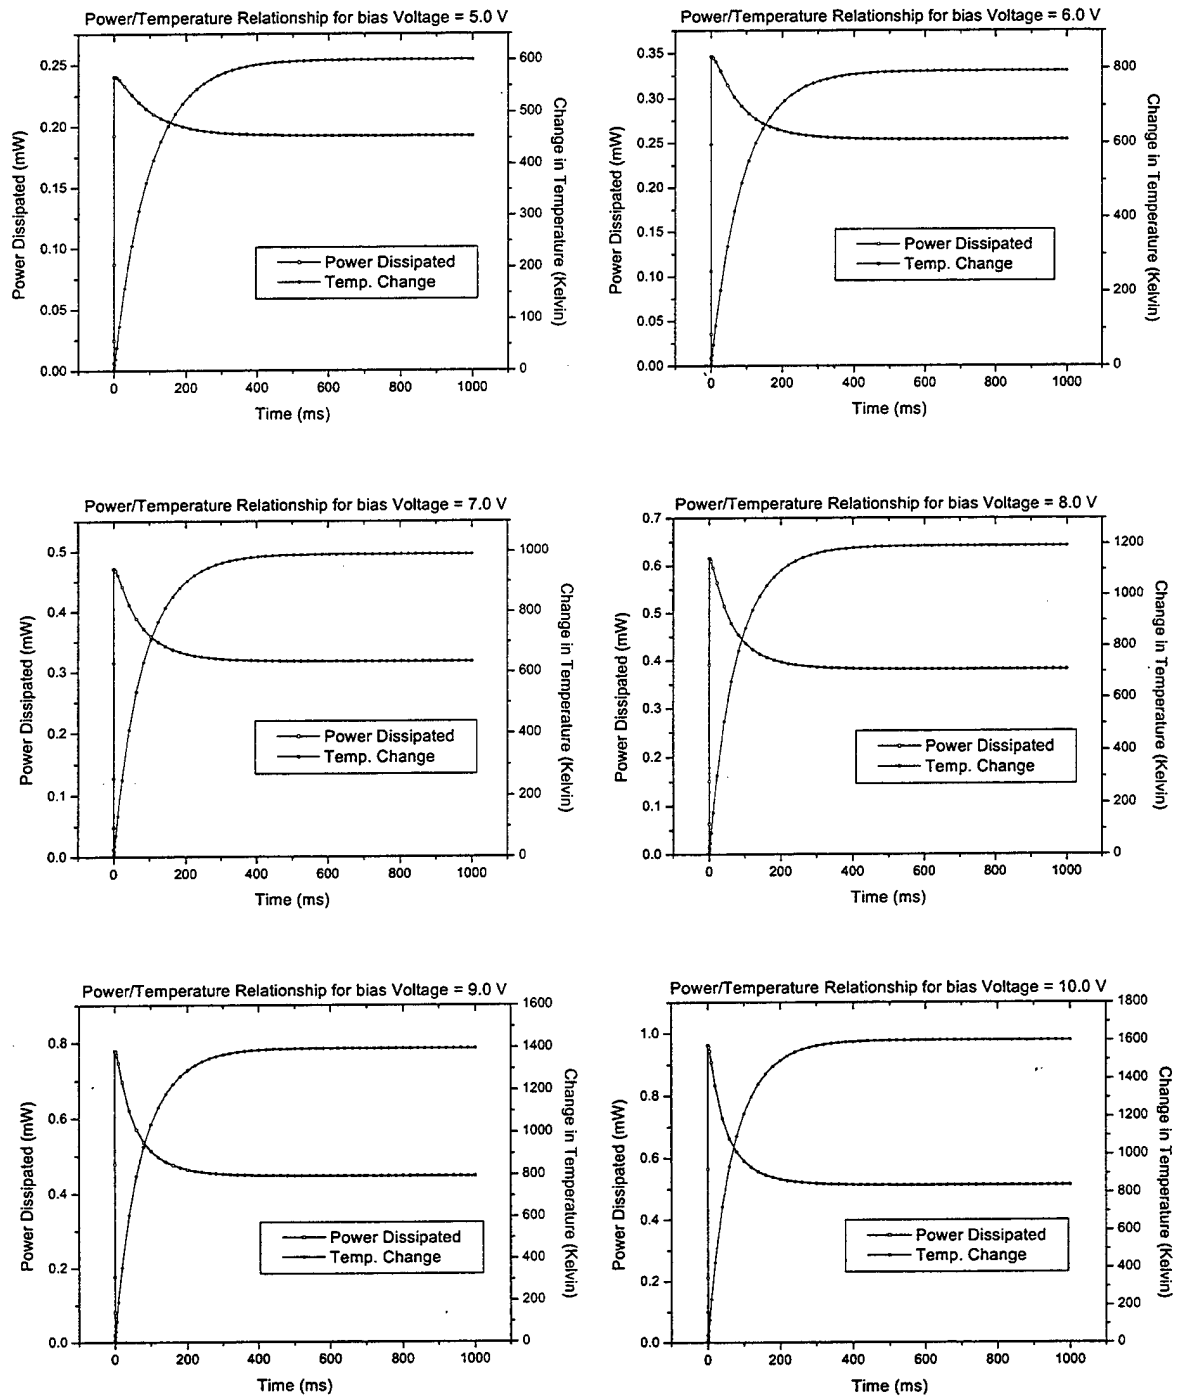 Power/Temperature Relationship for bias Voltage = 5.0 V
Power Dissipated (mW)
0.25
0.20
0.15
0.10
0.05
0.00
600
500
400
300
200
100
0
Change in Temperature (Kelvin)
Power Dissipated
Temp. Change
0 200 400 600 800 1000
Time (ms)
Power/Temperature Relationship for bias Voltage = 6.0 V
Power Dissipated (mW)
0.35
0.30
0.25
0.20
0.15
0.10
0.05
0.00
800
600
400
200
0
Change in Temperature (Kelvin)
Power Dissipated
Temp. Change
0 200 400 600 800 1000
Time (ms)
Power/Temperature Relationship for bias Voltage = 7.0 V
Power Dissipated (mW)
0.5
0.4
0.3
0.2
0.1
0.0
1000
800
600
400
200
0
Change in Temperature (Kelvin)
Power Dissipated
Temp. Change
0 200 400 600 800 1000
Time (ms)
Power/Temperature Relationship for bias Voltage = 8.0 V
Power Dissipated (mW)
0.7
0.6
0.5
0.4
0.3
0.2
0.1
0.0
1200
1000
800
600
400
200
0
Change in Temperature (Kelvin)
Power Dissipated
Temp. Change
0 200 400 600 800 1000
Time (ms)
Power/Temperature Relationship for bias Voltage = 9.0 V
Power Dissipated (mW)
0.8
0.6
0.4
0.2
0.0
1600
1400
1200
1000
800
600
400
200
0
Change in Temperature (Kelvin)
Power Dissipated
Temp. Change
0 200 400 600 800 1000
Time (ms)
Power/Temperature Relationship for bias Voltage = 10.0 V
Power Dissipated (mW)
1.0
0.8
0.6
0.4
0.2
0.0
1800
1600
1400
1200
1000
800
600
400
200
0
Change in Temperature (Kelvin)
Power Dissipated
Temp. Change
0 200 400 600 800 1000
Time (ms)